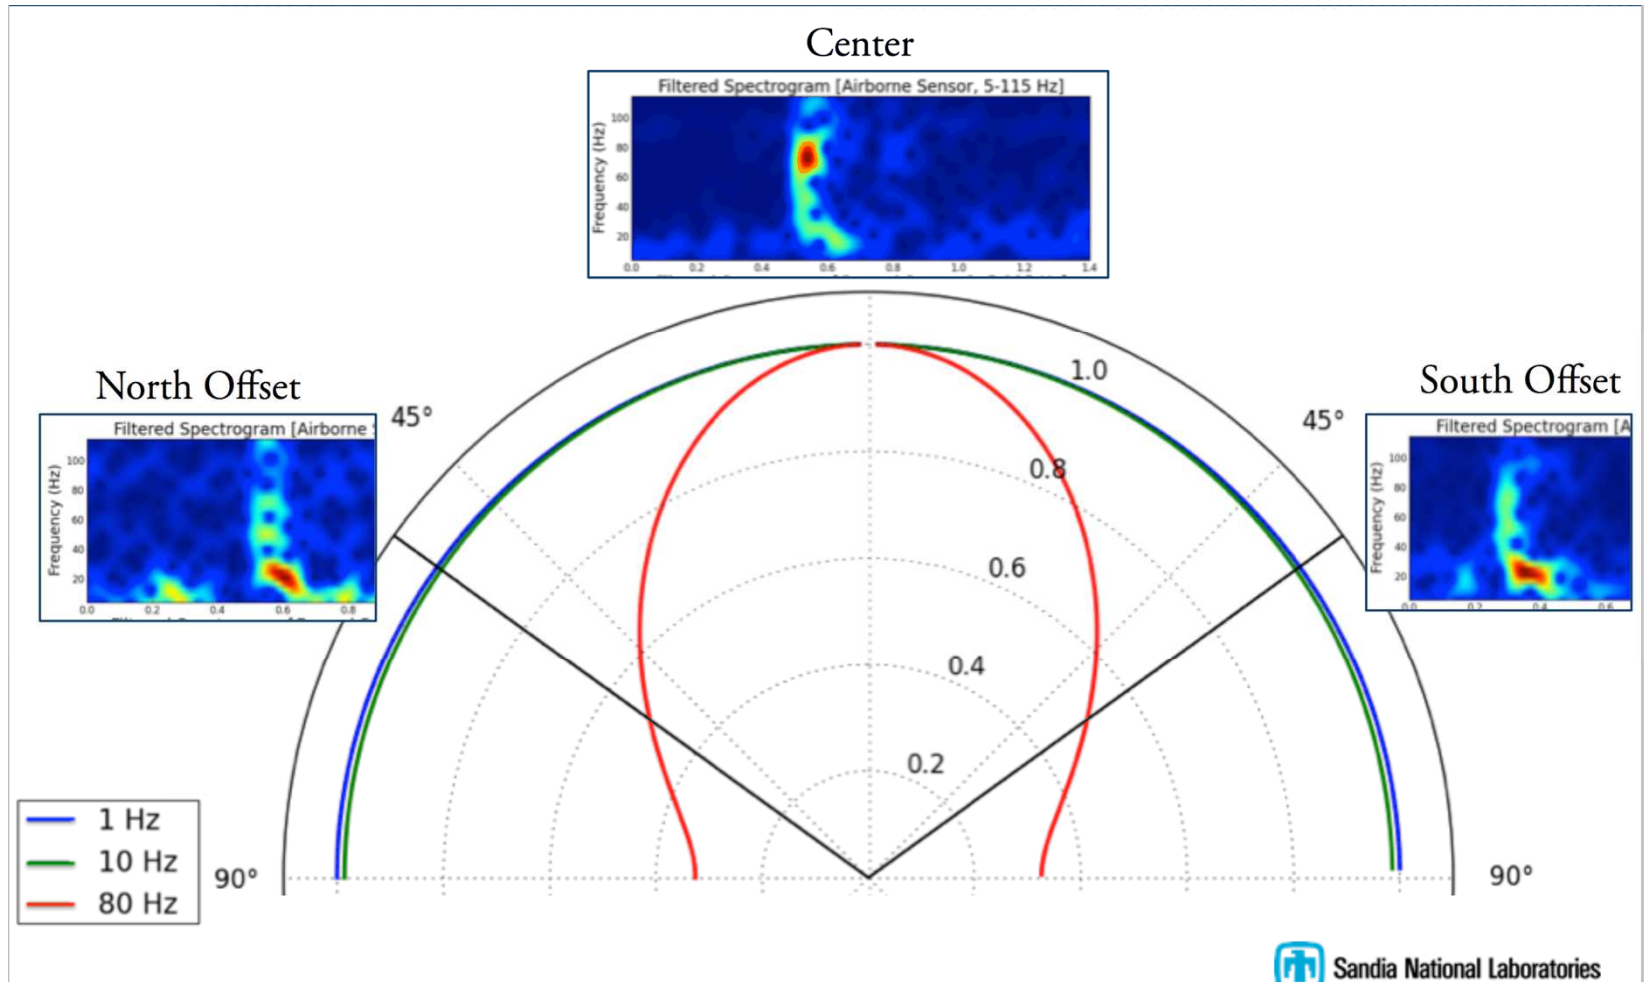 Center
Filtered Spectrogram [Airborne Sensor, 5-115 Hz]
Frequency (Hz)
100
80
60
40
20
0.0 0.2 0.4 0.6 0.8 1.0 1.2 1.4
North Offset
Filtered Spectrogram [Airborne
Frequency (Hz)
100
80
60
40
20
0.0 0.2 0.4 0.6 0.8
South Offset
Filtered Spectrogram [A
Frequency (Hz)
100
80
60
40
20
0.0 0.2 0.4 0.6
45°
45°
1.0
0.8
0.6
0.4
0.2
90°
90°
1 Hz
10 Hz
80 Hz
Sandia National Laboratories